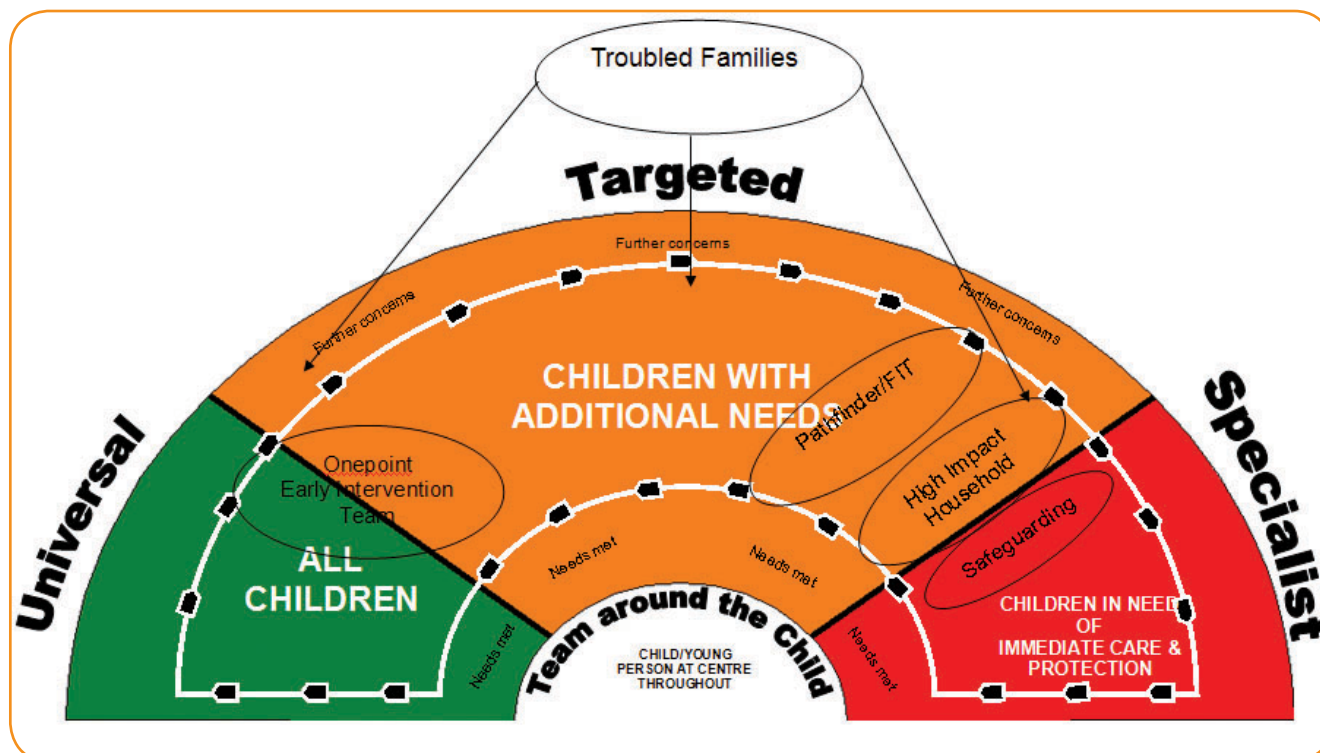 Troubled Families
Targeted
Further concerns
Further concerns
Further concerns
CHILDREN WITH
ADDITIONAL NEEDS
Pathfinder/FIT
High Impact
Household
Universal
Onepoint
Early Intervention
Team
ALL
CHILDREN
Specialist
Safeguarding
CHILDREN IN NEED
OF
IMMEDIATE CARE &
PROTECTION
Needs met
Needs met
Needs met
Needs met
Team around the Child
CHILD/YOUNG
PERSON AT CENTRE
THROUGHOUT